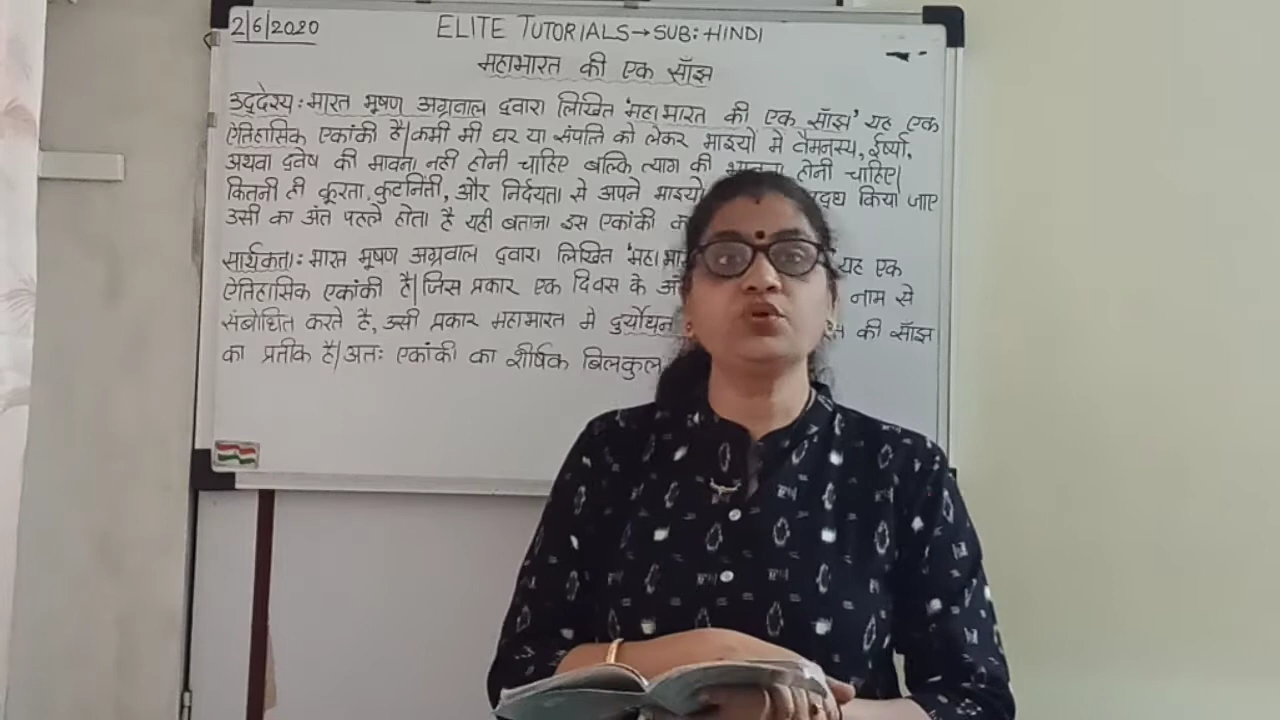 2/6/2020
ELITE TUTORIALS→SUB: HINDI
महाभारत की एक साँझ
उद्देश्य: भारत भूषण अग्रवाल द्वारा लिखित 'महाभारत की एक साँझ' यह एक
ऐतिहासिक एकांकी है| कभी भी घर या संपत्ति को लेकर भाइयों में वैमनस्य, ईर्ष्या,
अथवा द्वेष की भावना नही होनी चाहिए बल्कि त्याग की भावना होनी चाहिए|
कितनी ही क्रूरता, कुटनिती, और निर्दयता से अपने भाइयो किया जाए
उसी का अंत पहले होता है यही बताना इस एकांकी
सार्थकता: भारत भूषण अग्रवाल द्वारा लिखित यह एक
ऐतिहासिक एकांकी है| जिस प्रकार एक दिवस के नाम से
संबोधित करते है, उसी प्रकार महाभारत मे दुर्योधन की साँझ
का प्रतीक है| अतः एकांकी का शीर्षक बिलकुल